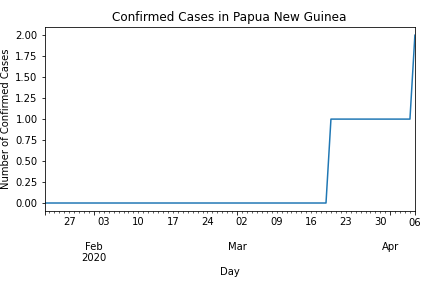 Confirmed Cases in Papua New Guinea
Number of Confirmed Cases
2.00
1.75
1.50
1.25
1.00
0.75
0.50
0.25
0.00
27 03 10 17 24 02 09 16 23 30 06
Feb Mar Apr
2020
Day